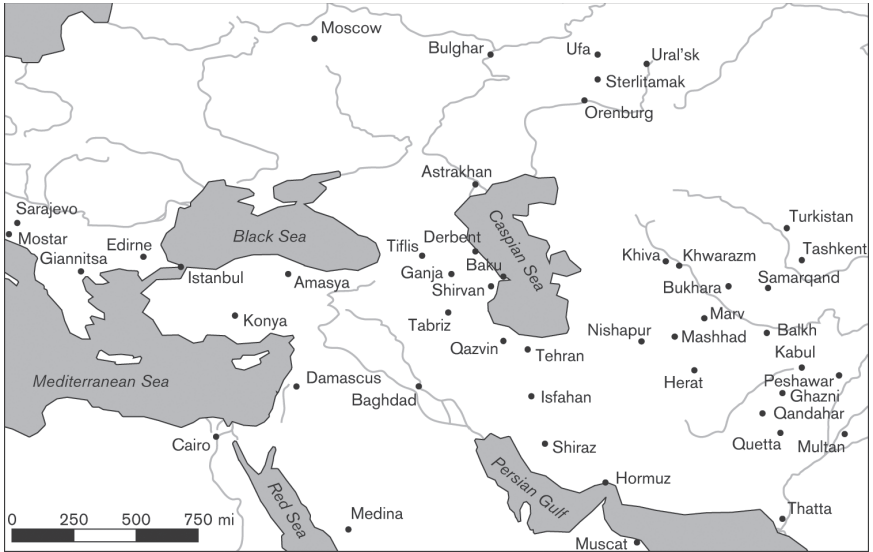 Moscow
Bulghar
Ufa
Ural'sk
Sterlitamak
Orenburg
Astrakhan
Sarajevo
Mostar
Giannitsa
Edirne
Istanbul
Black Sea
Amasya
Konya
Tiflis
Derbent
Ganja
Baku
Shirvan
Tabriz
Caspian Sea
Turkistan
Tashkent
Khiva
Khwarazm
Bukhara
Samarqand
Marv
Nishapur
Mashhad
Balkh
Qazvin
Tehran
Kabul
Herat
Peshawar
Ghazni
Mediterranean Sea
Damascus
Baghdad
Isfahan
Qandahar
Cairo
Shiraz
Quetta
Multan
Persian Gulf
Hormuz
Red Sea
Medina
Thatta
Muscat
0 250 500 750 mi